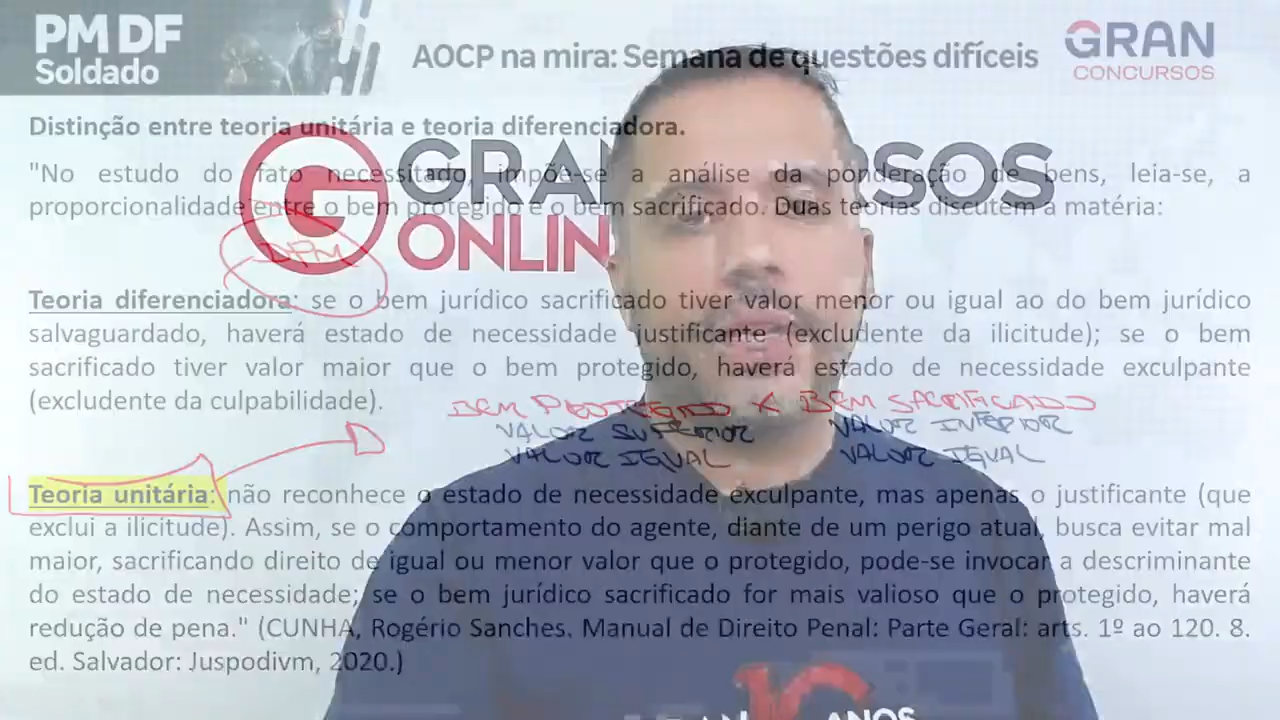 PM DF
Soldado
AOCP na mira: Semana de questões difíceis
GRAN
CONCURSOS
Distinção entre teoria unitária e teoria diferenciadora.
"No estudo do fato necessitado, impõe-se a análise da ponderação de bens, leia-se, a
proporcionalidade entre o bem protegido e o bem sacrificado. Duas teorias discutem a matéria:
GRAN CURSOS
ONLIN
Teoria diferenciadora: se o bem jurídico sacrificado tiver valor menor ou igual ao do bem jurídico
salvaguardado, haverá estado de necessidade justificante (excludente da ilicitude); se o bem
sacrificado tiver valor maior que o bem protegido, haverá estado de necessidade exculpante
(excludente da culpabilidade).
BEM PROTEGIDO X BEM SACRIFICADO
VALOR SUPERIOR VALOR INFERIOR
VALOR IGUAL VALOR IGUAL
Teoria unitária: não reconhece o estado de necessidade exculpante, mas apenas o justificante (que
exclui a ilicitude). Assim, se o comportamento do agente, diante de um perigo atual, busca evitar mal
maior, sacrificando direito de igual ou menor valor que o protegido, pode-se invocar a descriminante
do estado de necessidade; se o bem jurídico sacrificado for mais valioso que o protegido, haverá
redução de pena." (CUNHA, Rogério Sanches. Manual de Direito Penal: Parte Geral: arts. 1º ao 120. 8.
ed. Salvador: Juspodivm, 2020.)
GRAN 10 ANOS